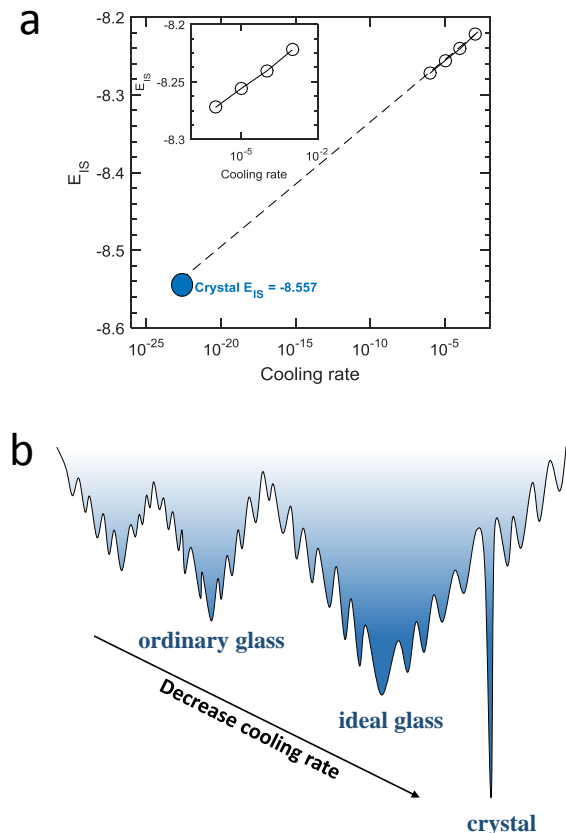 a
-8.2
-8.3
-8.4
-8.5
-8.6
E_IS
10^-25
10^-20
10^-15
10^-10
10^-5
Cooling rate
-8.2
-8.25
-8.3
E_IS
10^-5
10^-2
Cooling rate
Crystal E_IS = -8.557
b
ordinary glass
ideal glass
Decrease cooling rate
crystal